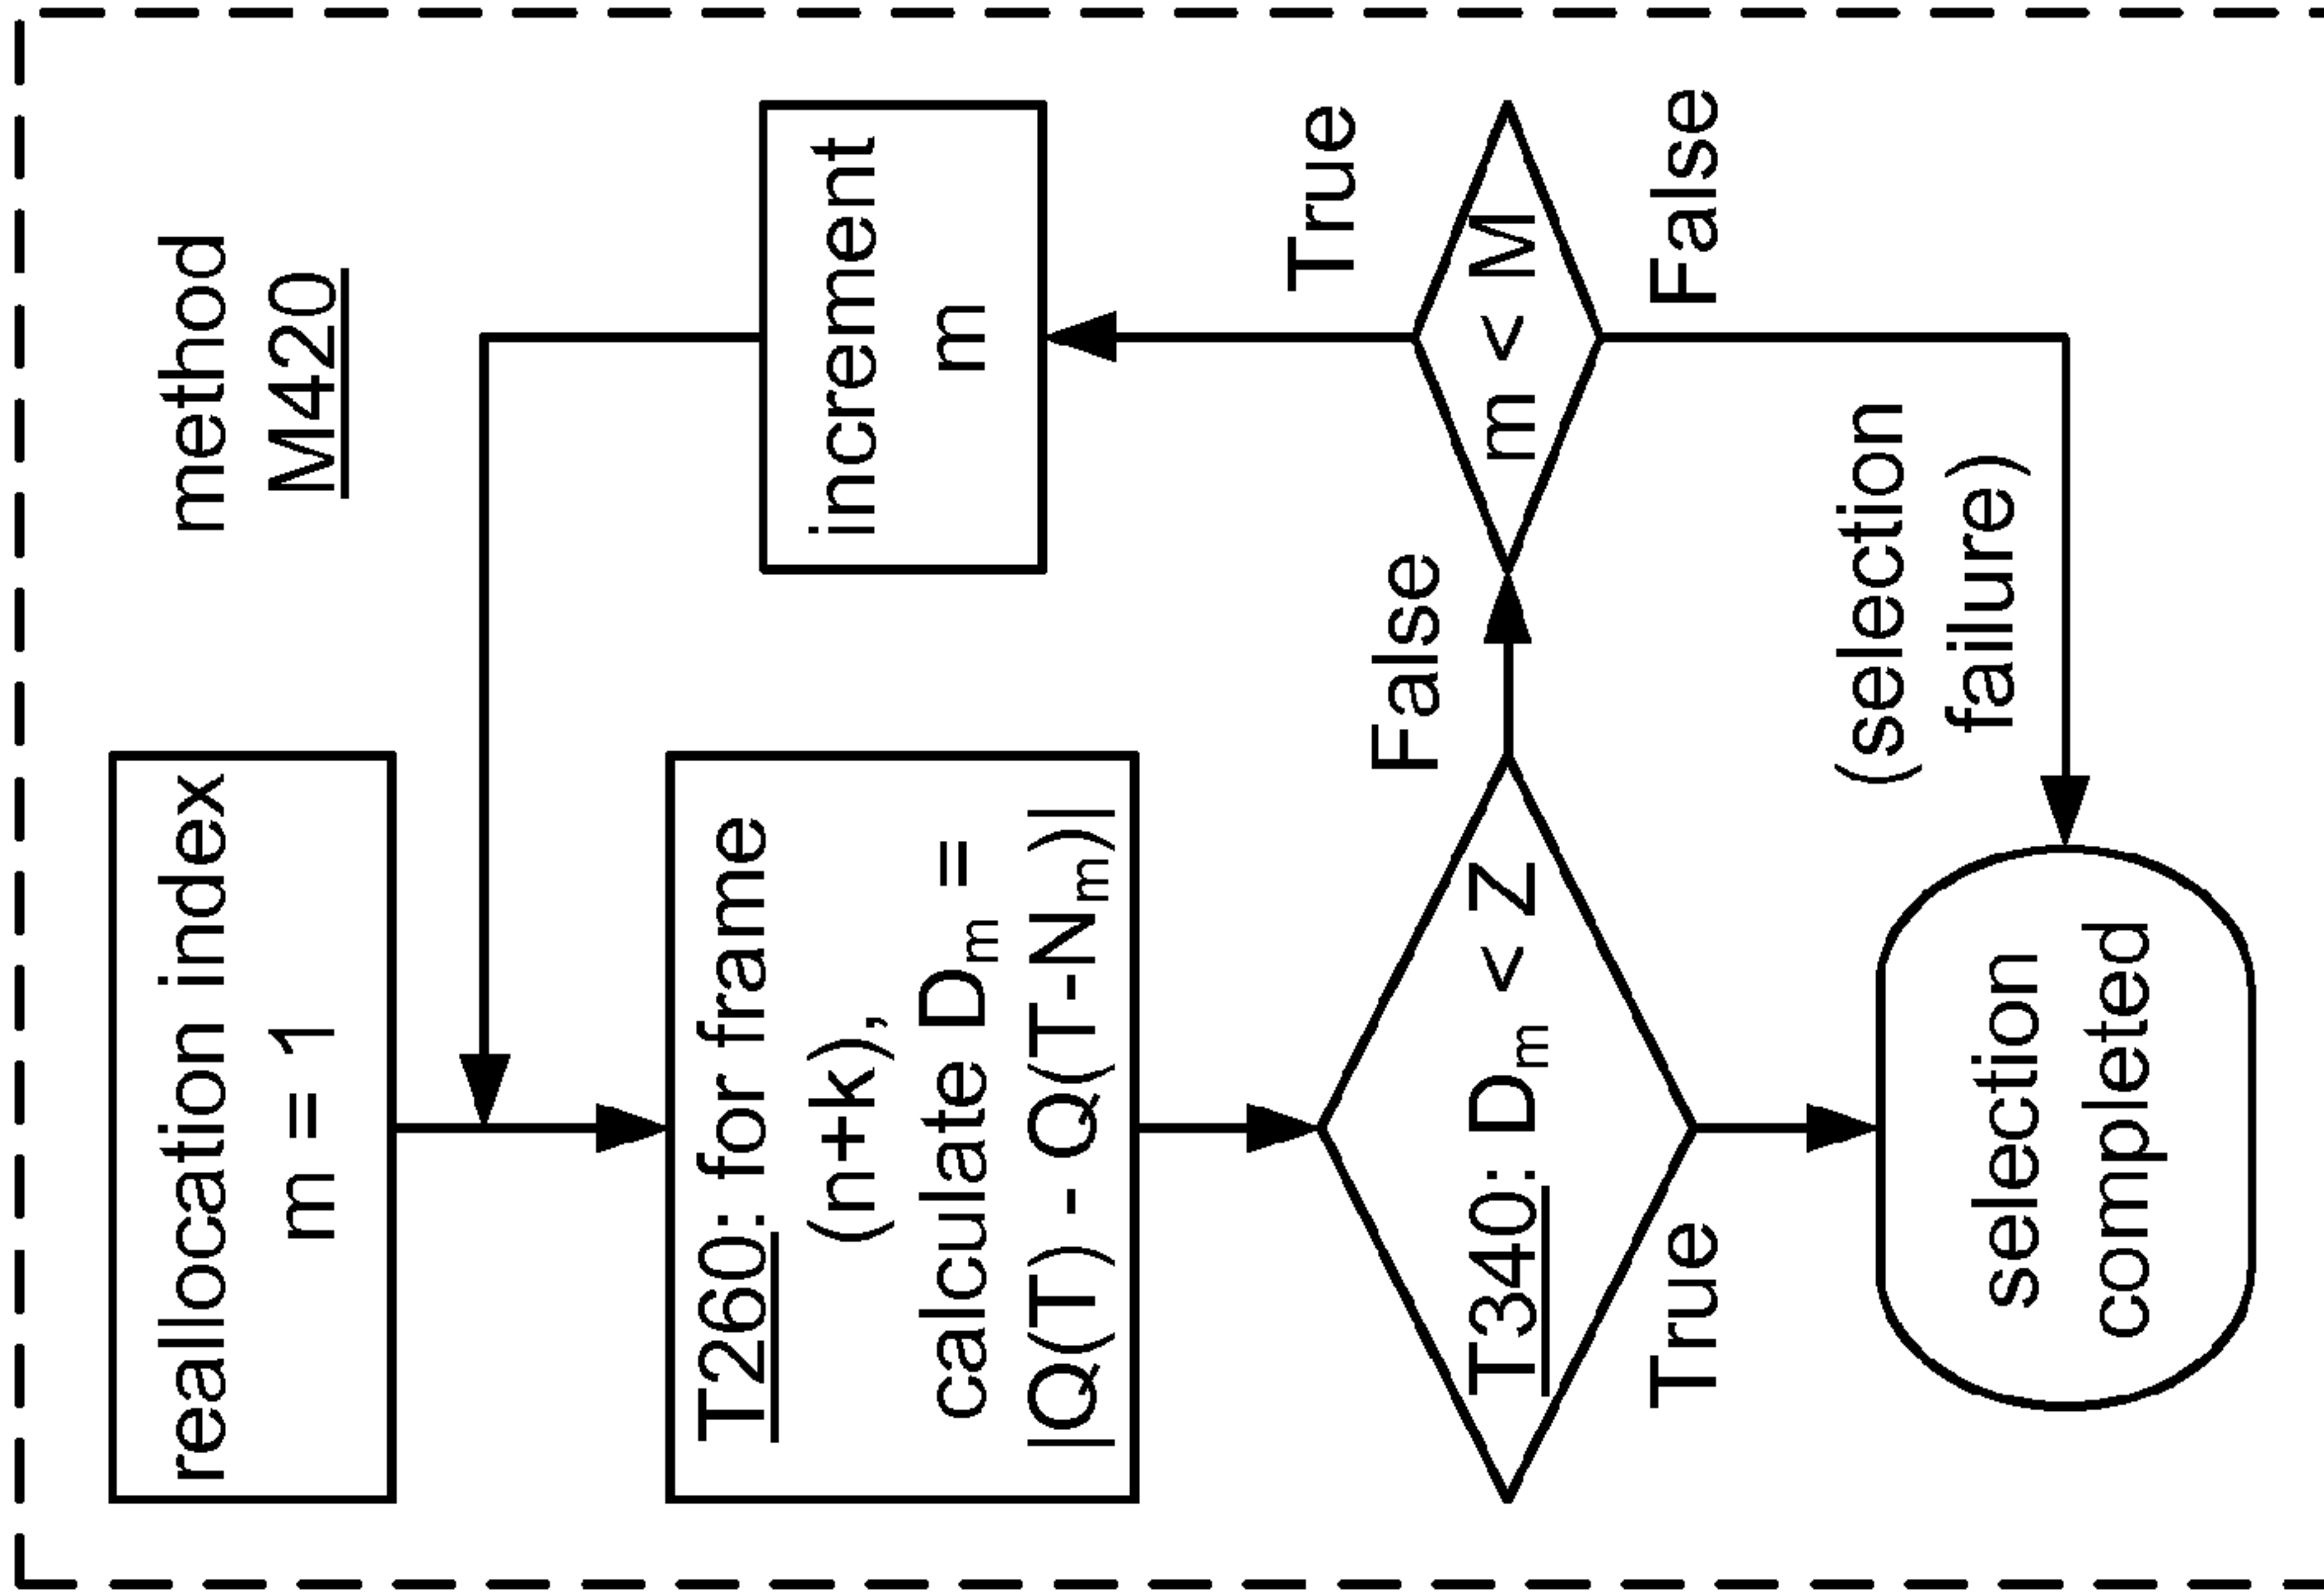 method
M420
reallocation index
m = 1
T260: for frame
(n+k),
calculate Dm =
|Q(T) - Q(T-Nm)|
increment
m
T340: Dm < Z
False
m < M
True
True
False
(selection
failure)
selection
completed